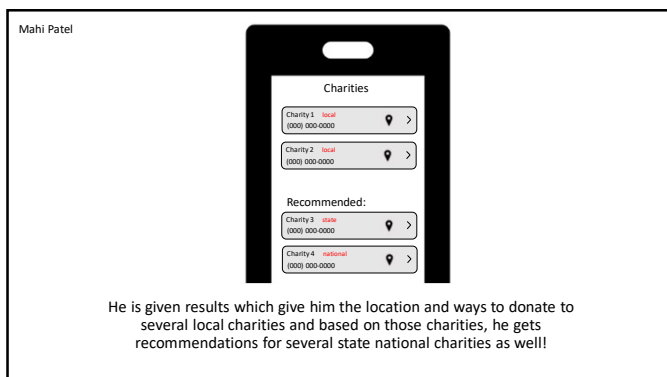 Mahi Patel
Charities
Charity 1 local
(000) 000-0000
Charity 2 local
(000) 000-0000
Recommended:
Charity 3 state
(000) 000-0000
Charity 4 national
(000) 000-0000
He is given results which give him the location and ways to donate to
several local charities and based on those charities, he gets
recommendations for several state national charities as well!